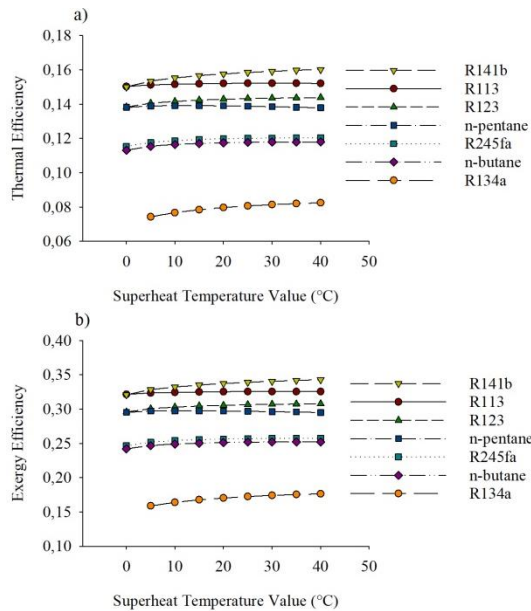 a)
0,18
0,16
0,14
0,12
0,10
0,08
0,06
Thermal Efficiency
0 10 20 30 40 50
Superheat Temperature Value (°C)
R141b
R113
R123
n-pentane
R245fa
n-butane
R134a
b)
0,40
0,35
0,30
0,25
0,20
0,15
0,10
Exergy Efficiency
0 10 20 30 40 50
Superheat Temperature Value (°C)
R141b
R113
R123
n-pentane
R245fa
n-butane
R134a